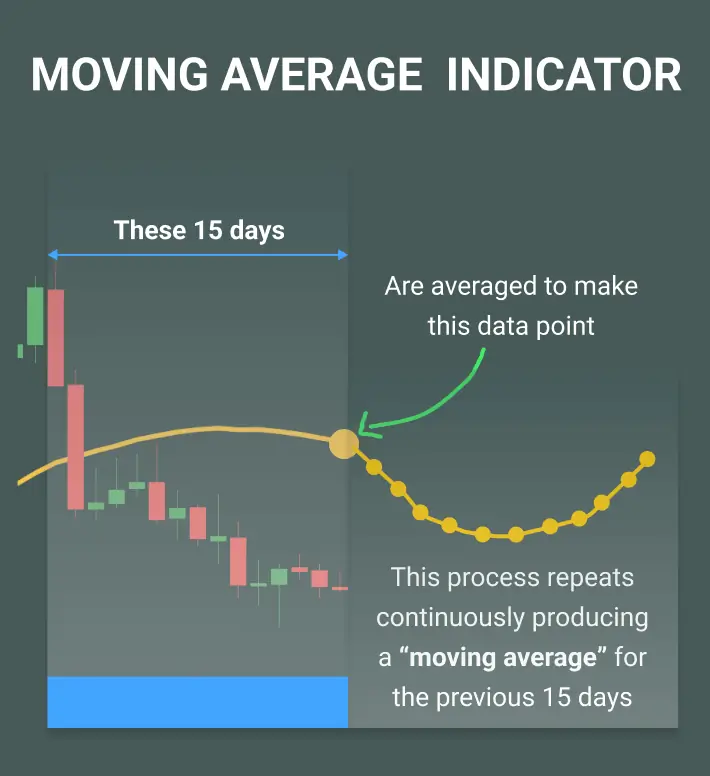 MOVING AVERAGE INDICATOR
These 15 days
Are averaged to make
this data point
This process repeats
continuously producing
a “moving average” for
the previous 15 days